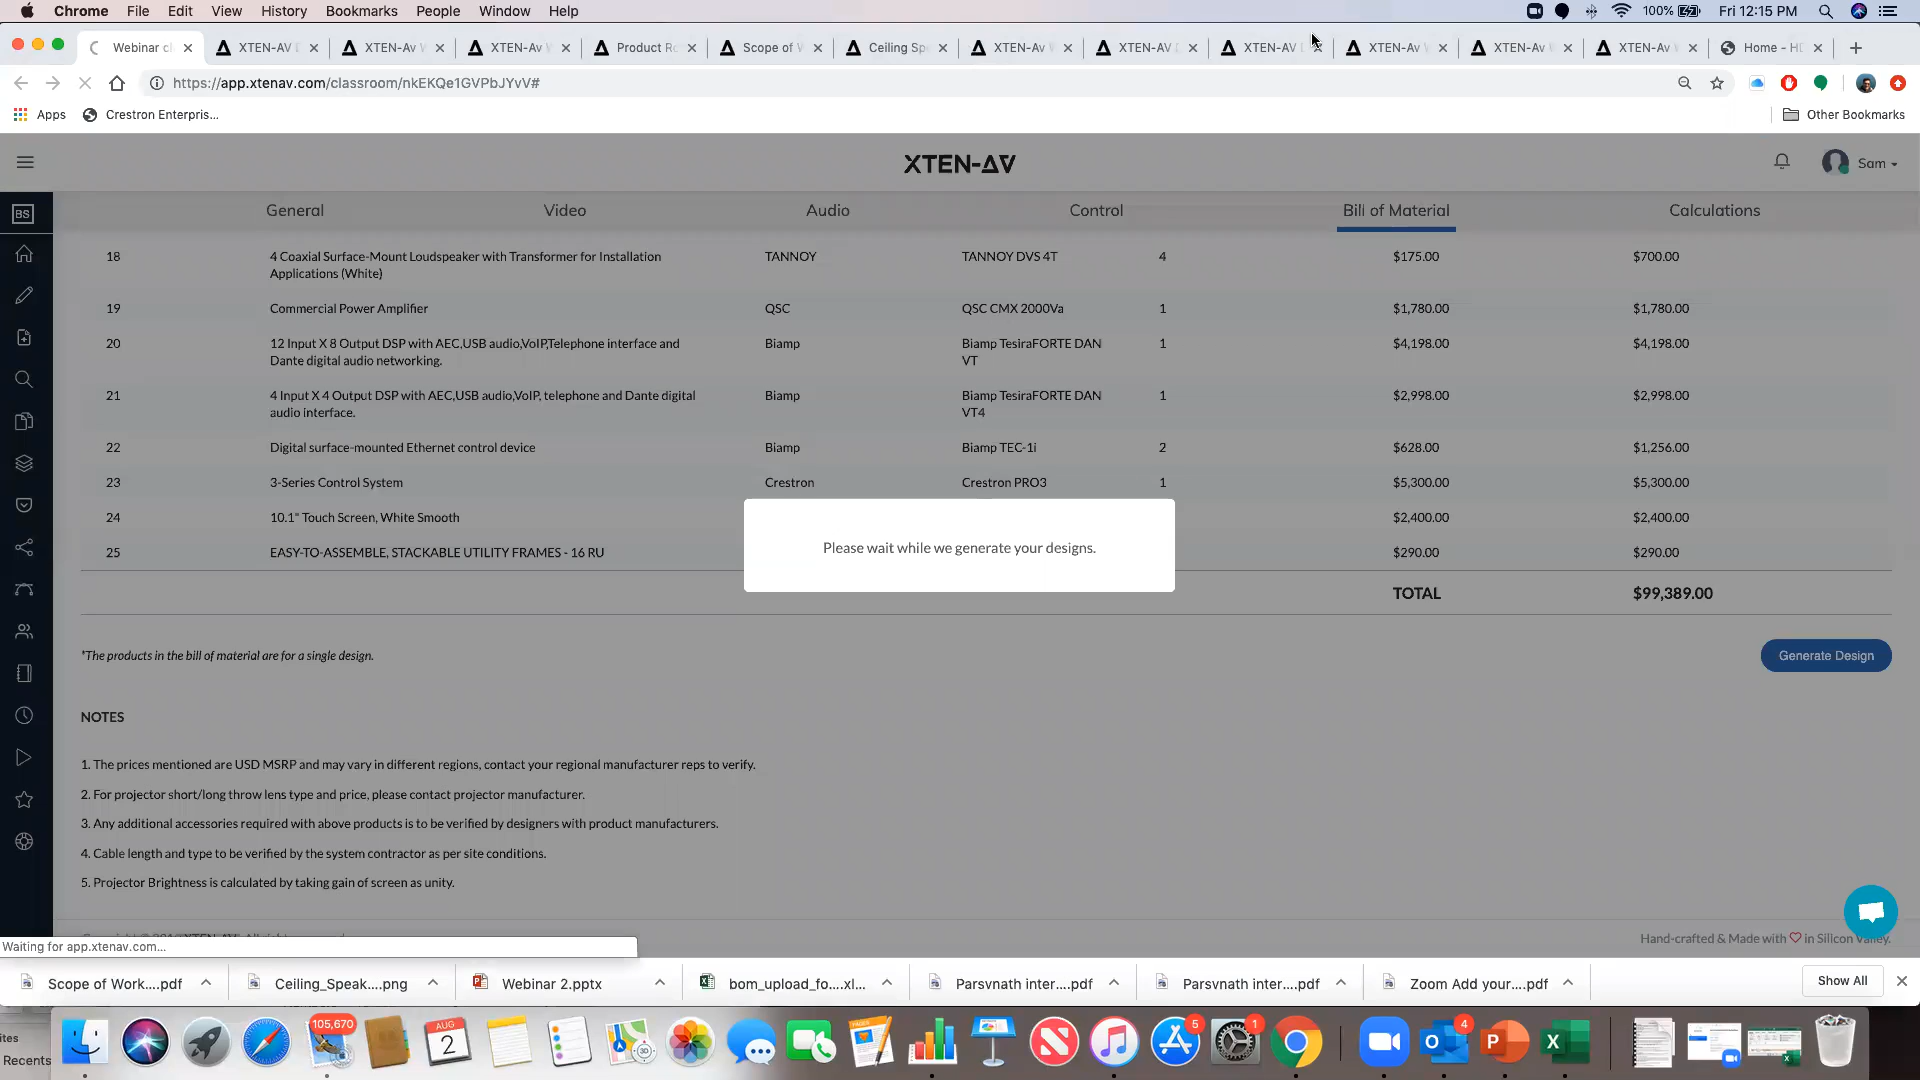 Chrome File Edit View History Bookmarks People Window Help 100% Fri 12:15 PM
Webinar cl XTEN-AV XTEN-Av XTEN-Av Product Ro Scope of Ceiling Spe XTEN-Av XTEN-AV XTEN-AV XTEN-Av XTEN-Av XTEN-Av Home – HD
https://app.xtenav.com/classroom/nkEKQe1GVPbJYvV#
Apps Crestron Enterpris... Other Bookmarks
XTEN-ΔV Sam
BS General Video Audio Control Bill of Material Calculations
18 4 Coaxial Surface-Mount Loudspeaker with Transformer for Installation TANNOY TANNOY DVS 4T 4 $175.00 $700.00
Applications (White)
19 Commercial Power Amplifier QSC QSC CMX 2000Va 1 $1,780.00 $1,780.00
20 12 Input X 8 Output DSP with AEC,USB audio,VoIP,Telephone interface and Biamp Biamp TesiraFORTE DAN 1 $4,198.00 $4,198.00
Dante digital audio networking. VT
21 4 Input X 4 Output DSP with AEC,USB audio,VoIP, telephone and Dante digital Biamp Biamp TesiraFORTE DAN 1 $2,998.00 $2,998.00
audio interface. VT4
22 Digital surface-mounted Ethernet control device Biamp Biamp TEC-1i 2 $628.00 $1,256.00
23 3-Series Control System Crestron Crestron PRO3 1 $5,300.00 $5,300.00
24 10.1" Touch Screen, White Smooth $2,400.00 $2,400.00
25 EASY-TO-ASSEMBLE, STACKABLE UTILITY FRAMES - 16 RU $290.00 $290.00
Please wait while we generate your designs.
TOTAL $99,389.00
*The products in the bill of material are for a single design.
Generate Design
NOTES
1. The prices mentioned are USD MSRP and may vary in different regions, contact your regional manufacturer reps to verify.
2. For projector short/long throw lens type and price, please contact projector manufacturer.
3. Any additional accessories required with above products is to be verified by designers with product manufacturers.
4. Cable length and type to be verified by the system contractor as per site conditions.
5. Projector Brightness is calculated by taking gain of screen as unity.
Hand-crafted & Made with ♡ in Silicon Valley.
Waiting for app.xtenav.com...
Scope of Work....pdf Ceiling_Speak....png Webinar 2.pptx bom_upload_fo....xl... Parsvnath inter....pdf Parsvnath inter....pdf Zoom Add your....pdf Show All
105,670 AUG 2 5 1 4
ites
Recents